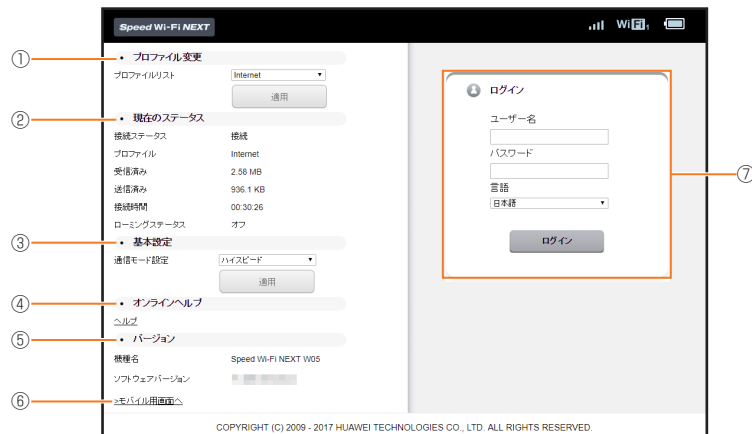 Speed Wi-Fi NEXT
WiFi 1
① ・ プロファイル変更
プロファイルリスト Internet
適用
② ・ 現在のステータス
接続ステータス 接続
プロファイル Internet
受信済み 2.58 MB
送信済み 936.1 KB
接続時間 00:30:26
ローミングステータス オフ
③ ・ 基本設定
通信モード設定 ハイスピード
適用
④ ・ オンラインヘルプ
ヘルプ
⑤ ・ バージョン
機種名 Speed Wi-Fi NEXT W05
ソフトウェアバージョン
⑥ >モバイル用画面へ
ログイン
ユーザー名
パスワード
⑦
言語
日本語
ログイン
COPYRIGHT (C) 2009 - 2017 HUAWEI TECHNOLOGIES CO., LTD. ALL RIGHTS RESERVED.